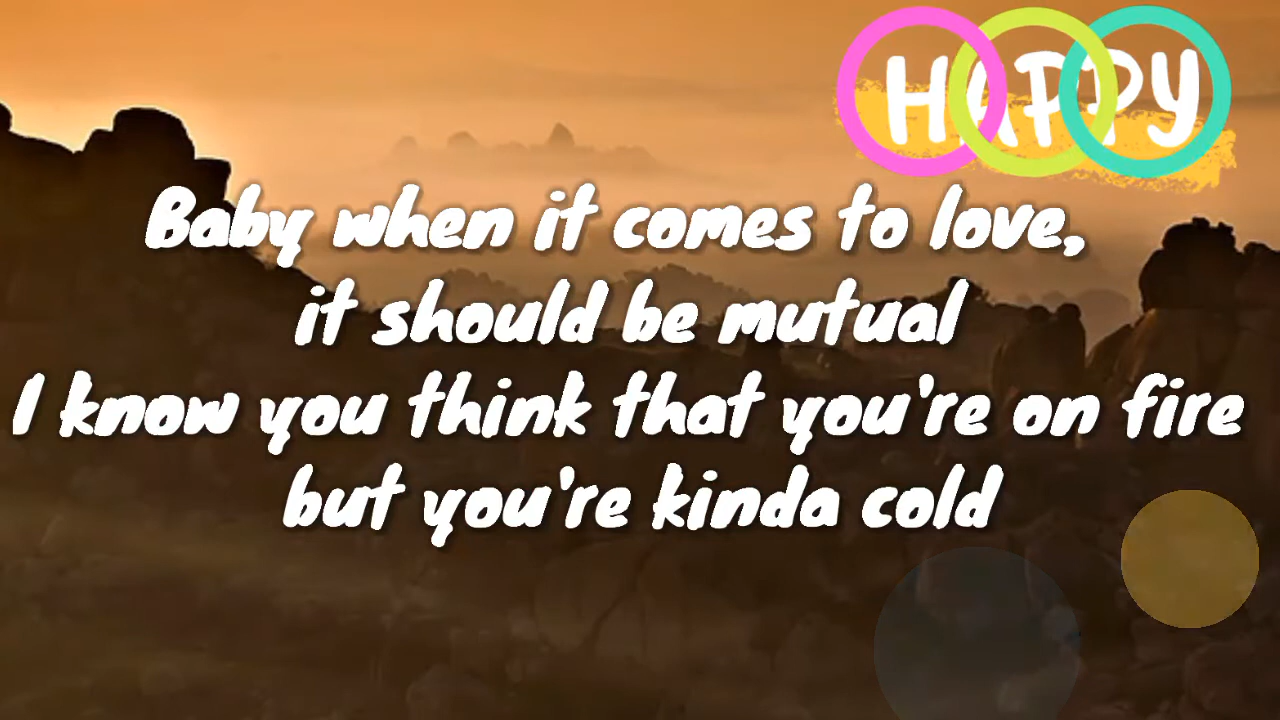 HAPPY
Baby when it comes to love,
it should be mutual
I know you think that you're on fire
but you're kinda cold